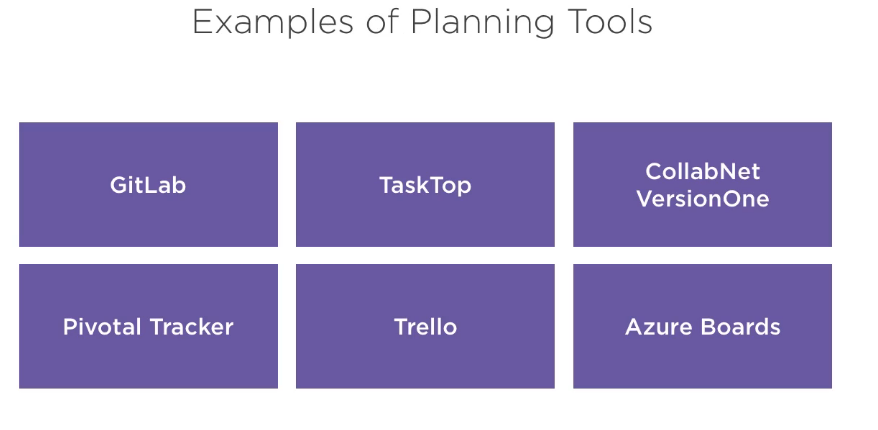 Examples of Planning Tools
GitLab
TaskTop
CollabNet
VersionOne
Pivotal Tracker
Trello
Azure Boards